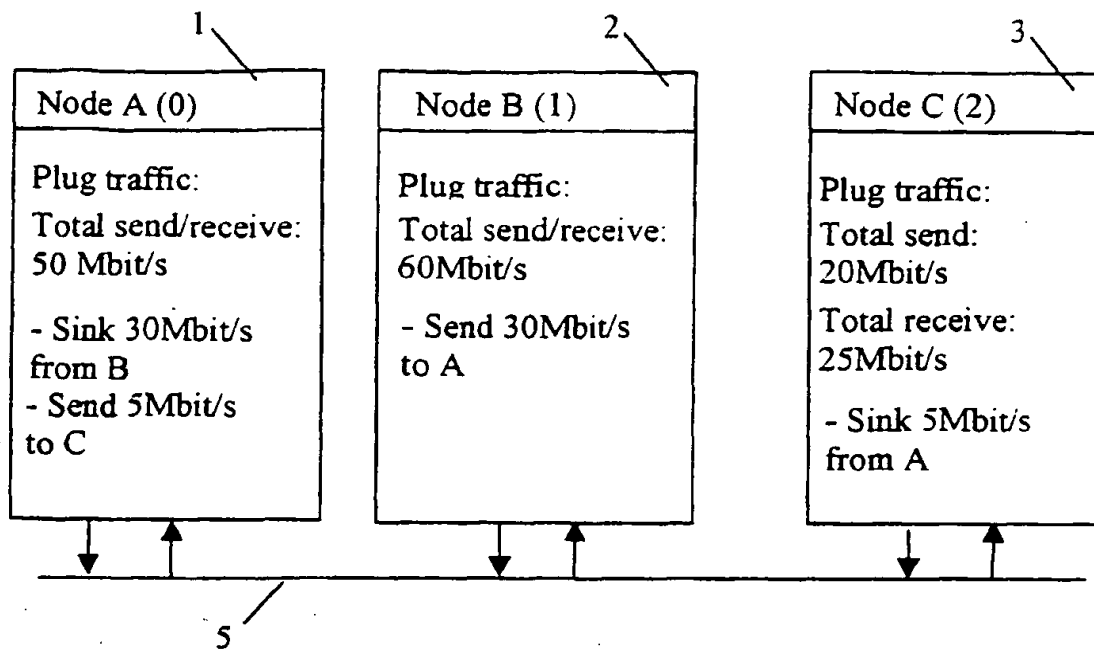 1
2
3
Node A (0)
Plug traffic:
Total send/receive:
50 Mbit/s
- Sink 30Mbit/s
from B
- Send 5Mbit/s
to C
Node B (1)
Plug traffic:
Total send/receive:
60Mbit/s
- Send 30Mbit/s
to A
Node C (2)
Plug traffic:
Total send:
20Mbit/s
Total receive:
25Mbit/s
- Sink 5Mbit/s
from A
5